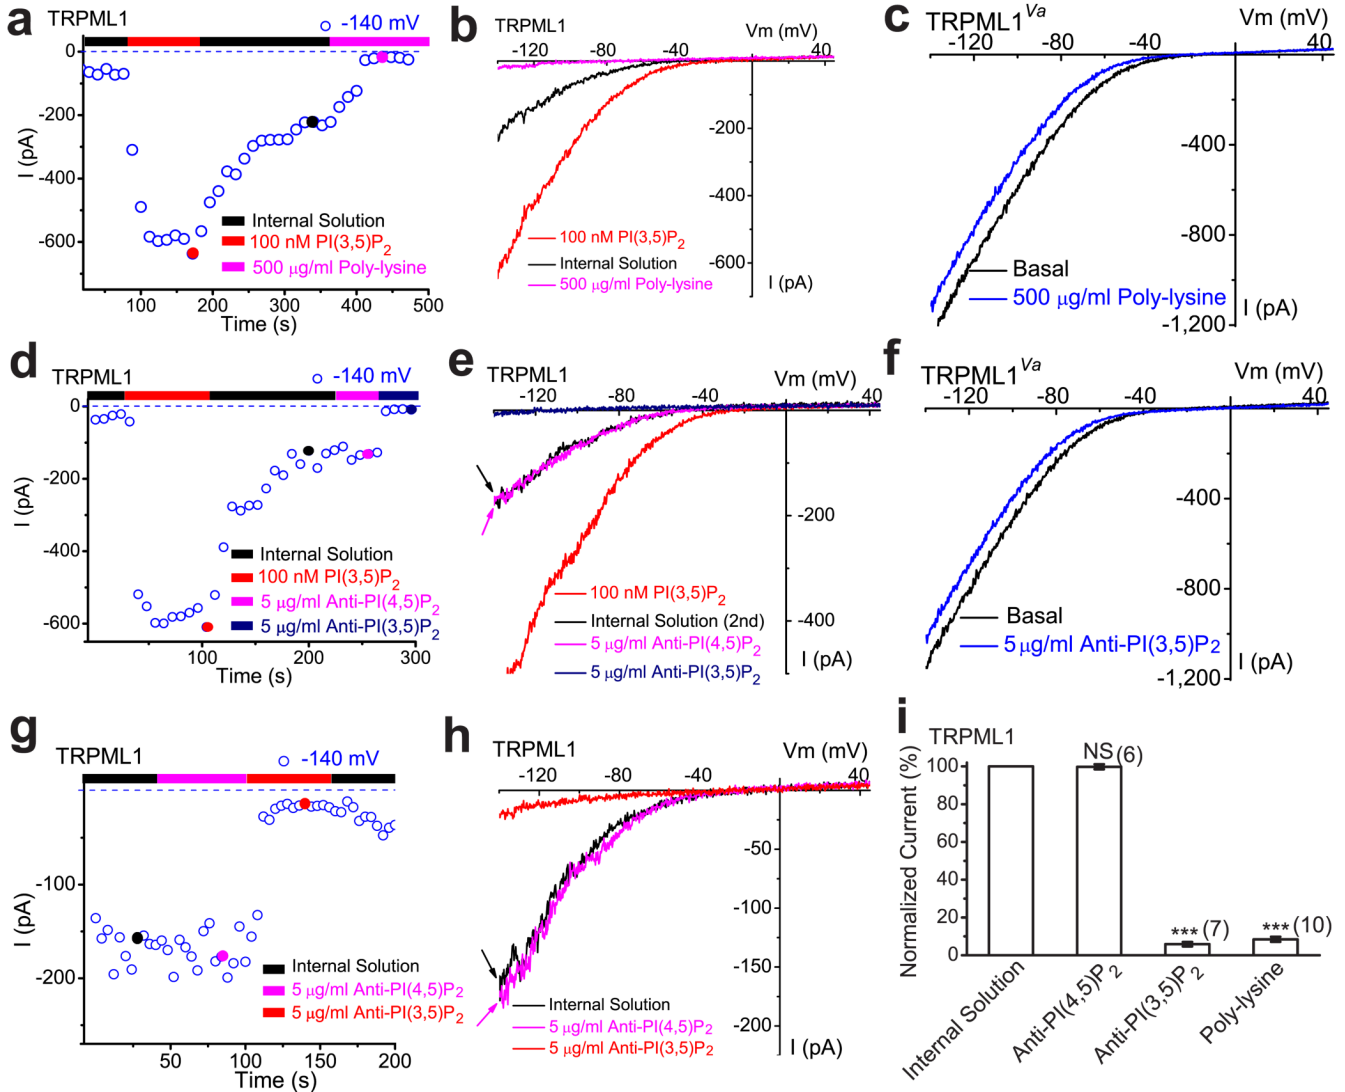 a
-140 mV
0
-200
-400
-600
I (pA)
Internal Solution
100 nM PI(3,5)P2
500 μg/ml Poly-lysine
100 200 300 400 500
Time (s)
b
TRPML1
Vm (mV)
-120 -80 -40 40
-200
-400
-600
100 nM PI(3,5)P2
Internal Solution
500 μg/ml Poly-lysine
I (pA)
c
TRPML1Va
Vm (mV)
-120 -80 -40 40
-400
-800
-1,200
Basal
500 μg/ml Poly-lysine
I (pA)
d
TRPML1
-140 mV
0
-200
-400
-600
I (pA)
Internal Solution
100 nM PI(3,5)P2
5 μg/ml Anti-PI(4,5)P2
5 μg/ml Anti-PI(3,5)P2
100 200 300
Time (s)
e
TRPML1
Vm (mV)
-120 -80 -40 40
-200
-400
100 nM PI(3,5)P2
Internal Solution (2nd)
5 μg/ml Anti-PI(4,5)P2
5 μg/ml Anti-PI(3,5)P2
I (pA)
f
TRPML1Va
Vm (mV)
-120 -80 -40 40
-400
-800
-1,200
Basal
5 μg/ml Anti-PI(3,5)P2
I (pA)
g
TRPML1
-140 mV
-100
-200
I (pA)
Internal Solution
5 μg/ml Anti-PI(4,5)P2
5 μg/ml Anti-PI(3,5)P2
50 100 150 200
Time (s)
h
TRPML1
Vm (mV)
-120 -80 -40 40
-50
-100
-150
-200
Internal Solution
5 μg/ml Anti-PI(4,5)P2
5 μg/ml Anti-PI(3,5)P2
I (pA)
i
TRPML1
Normalized Current (%)
100
80
60
40
20
0
NS (6)
*** (7)
*** (10)
Internal Solution
Anti-PI(4,5)P2
Anti-PI(3,5)P2
Poly-lysine
TRPML1